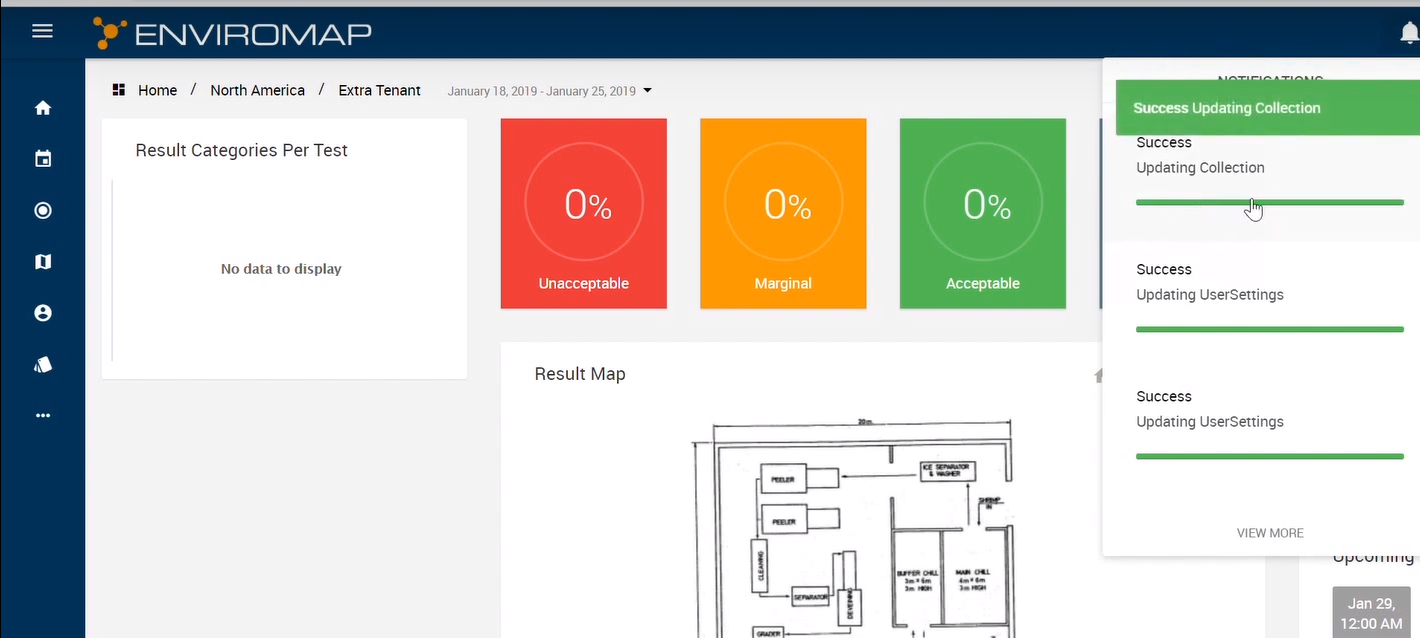 ENVIROMAP
Home / North America / Extra Tenant January 18, 2019 - January 25, 2019
Result Categories Per Test
No data to display
0%
Unacceptable
0%
Marginal
0%
Acceptable
Result Map
20m
PEELER
PEELER
ICE SEPARATOR
& WASHER
SHRIMP
IN
CLEANING
SEPARATOR
DEVEINING
GRADER
BUFFER CHILL
3m x 6m
3m HIGH
MAIN CHILL
4m x 6m
3m HIGH
NOTIFICATIONS
Success Updating Collection
Success
Updating Collection
Success
Updating UserSettings
Success
Updating UserSettings
VIEW MORE
Upcoming
Jan 29,
12:00 AM